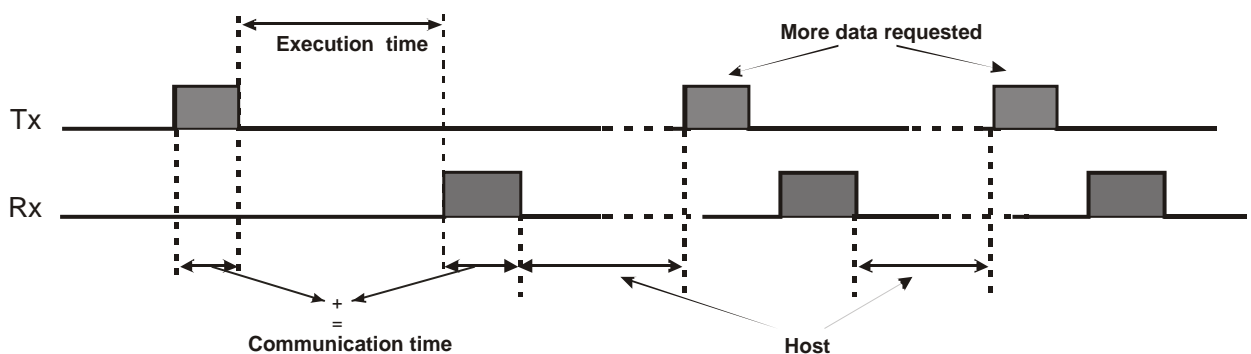 Execution time
More data requested
Tx
Rx
+
=
Communication time
Host